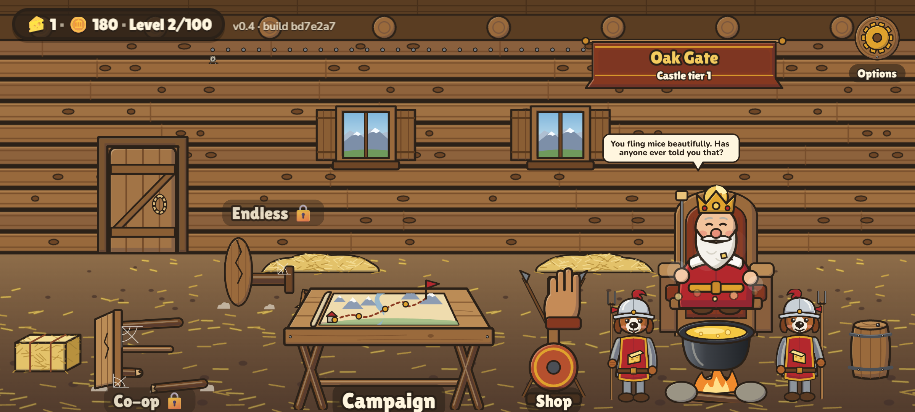 1 · 180 · Level 2/100
v0.4 · build bd7e2a7
Oak Gate
Castle tier 1
Options
You fling mice beautifully. Has
anyone ever told you that?
Endless
Co-op
Campaign
Shop